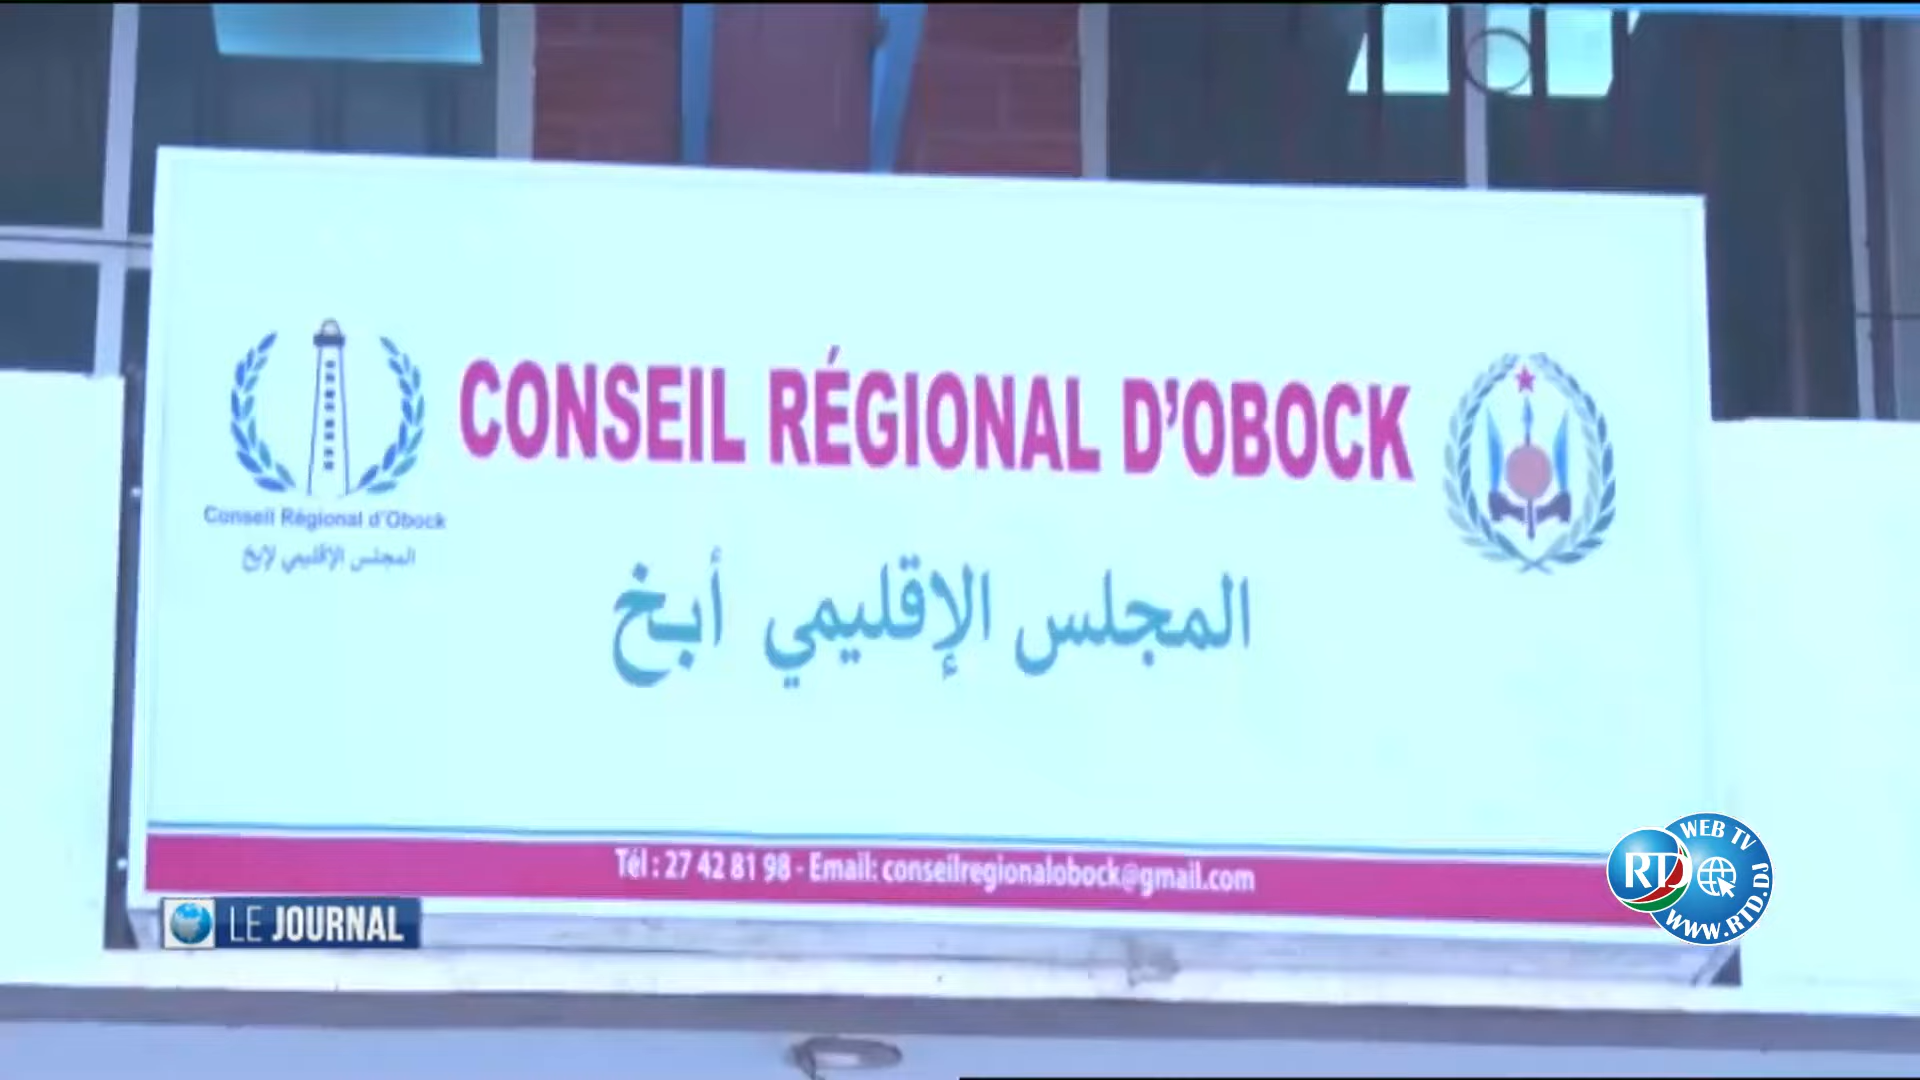 CONSEIL RÉGIONAL D'OBOCK
Conseil Régional d'Obock
المجلس الإقليمي لإبخ
المجلس الإقليمي أبخ
Tél : 27 42 81 98 - Email: conseilregionalobock@gmail.com
LE JOURNAL
WEB TV
RTD
WWW.RTD.DJ